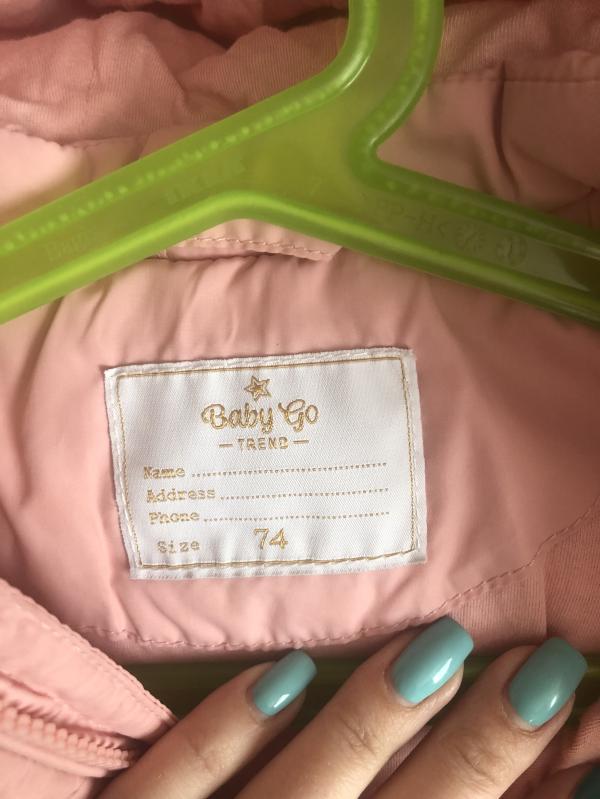 Baby Go
— TREND —
Name ..........................................
Address ....................................
Phone ........................................
Size 74